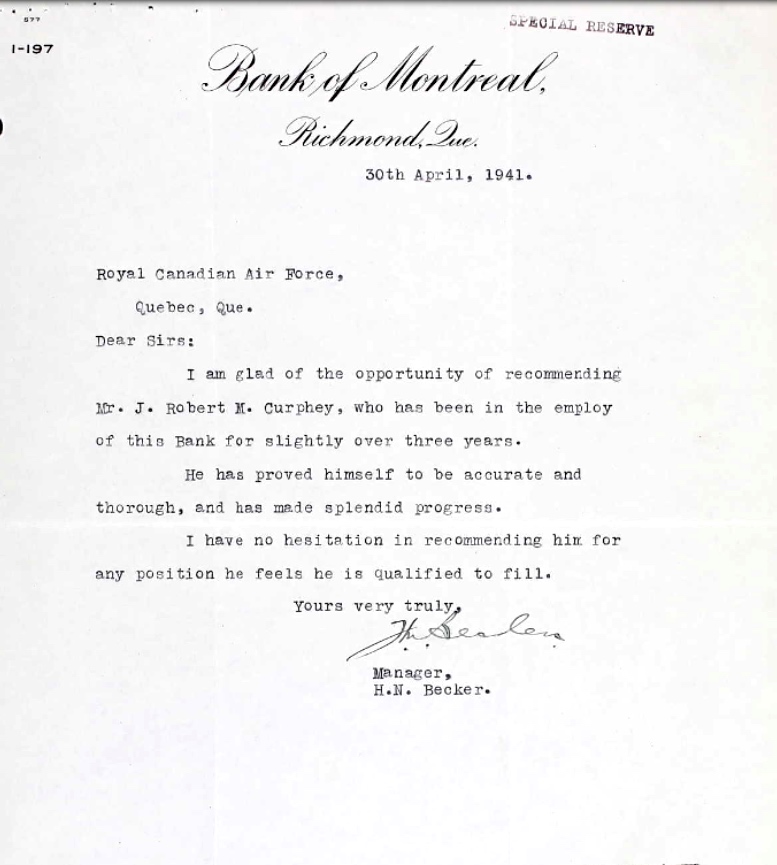 077
SPECIAL RESERVE
1-197
Bank of Montreal,
Richmond, Que.
30th April, 1941.
Royal Canadian Air Force,
Quebec, Que.
Dear Sirs:
I am glad of the opportunity of recommending
Mr. J. Robert M. Curphey, who has been in the employ
of this Bank for slightly over three years.
He has proved himself to be accurate and
thorough, and has made splendid progress.
I have no hesitation in recommending him for
any position he feels he is qualified to fill.
Yours very truly,
Manager,
H.N. Becker.